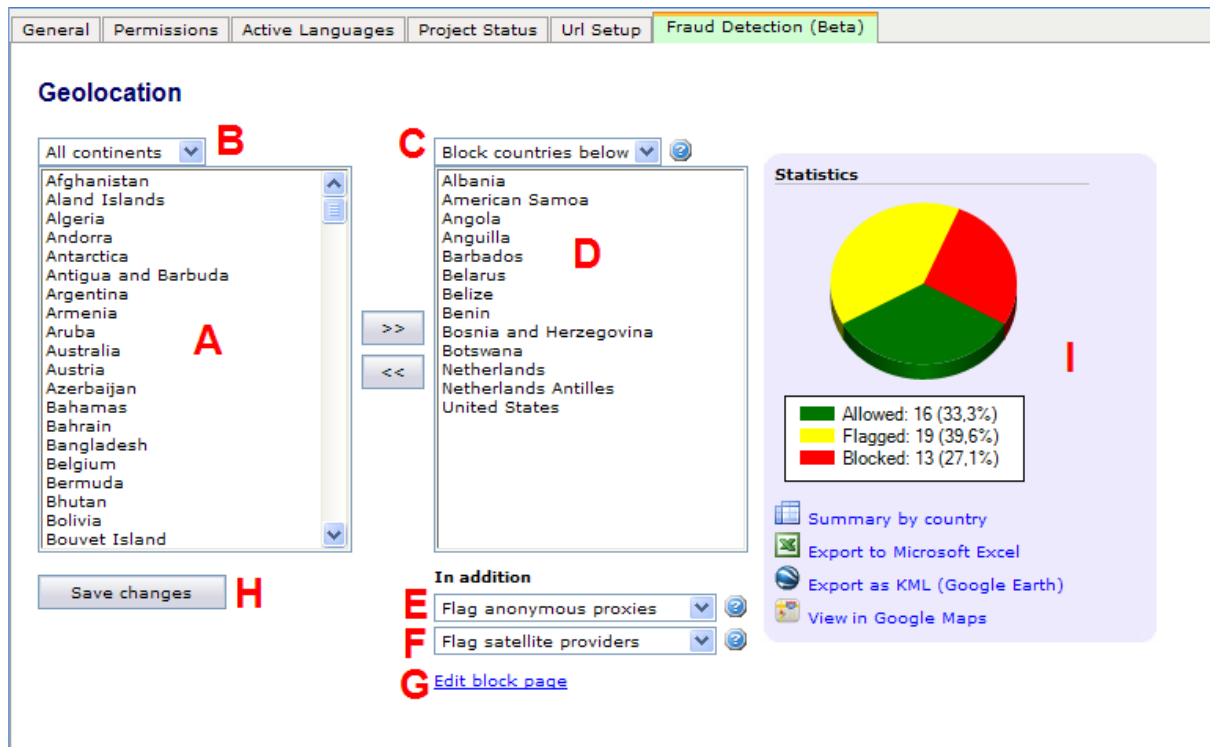 General Permissions Active Languages Project Status Url Setup Fraud Detection (Beta)
Geolocation
All continents B
Afghanistan
Aland Islands
Algeria
Andorra
Antarctica
Antigua and Barbuda
Argentina
Armenia
Aruba
Australia
Austria
Azerbaijan
Bahamas
Bahrain
Bangladesh
Belgium
Bermuda
Bhutan
Bolivia
Bouvet Island
A
Save changes H
>>
<<
C Block countries below ?
Albania
American Samoa
Angola
Anguilla
Barbados
Belarus
Belize
Benin
Bosnia and Herzegovina
Botswana
Netherlands
Netherlands Antilles
United States
D
In addition
E Flag anonymous proxies ?
F Flag satellite providers ?
G Edit block page
Statistics
I
Allowed: 16 (33,3%)
Flagged: 19 (39,6%)
Blocked: 13 (27,1%)
Summary by country
Export to Microsoft Excel
Export as KML (Google Earth)
View in Google Maps